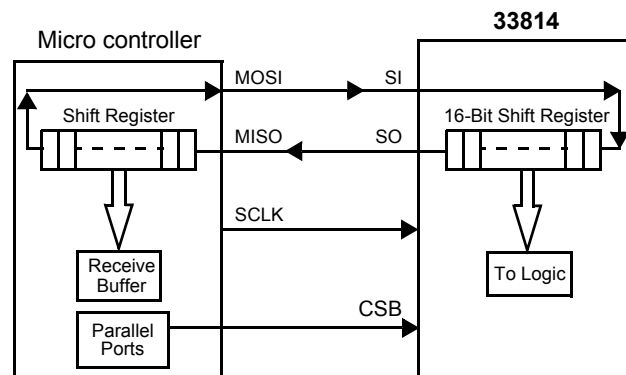 Micro controller
33814
MOSI
SI
Shift Register
16-Bit Shift Register
MISO
SO
SCLK
Receive
Buffer
To Logic
CSB
Parallel
Ports